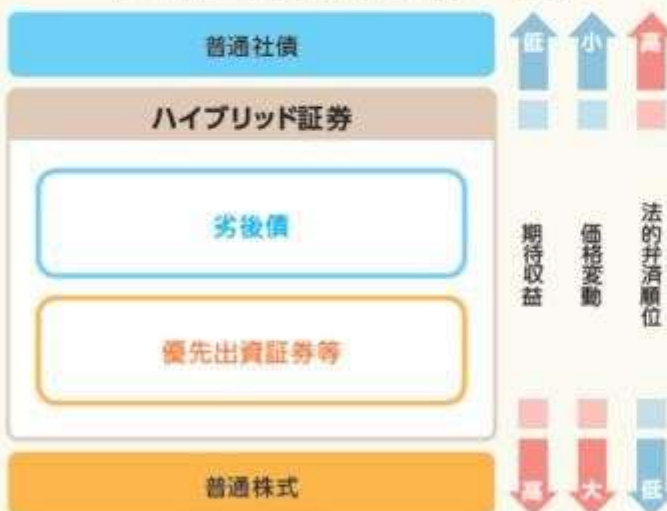 普通社債
ハイブリッド証券
劣後債
優先出資証券等
普通株式
低
小
高
期待収益
価格変動
法的弁済順位
高
大
低